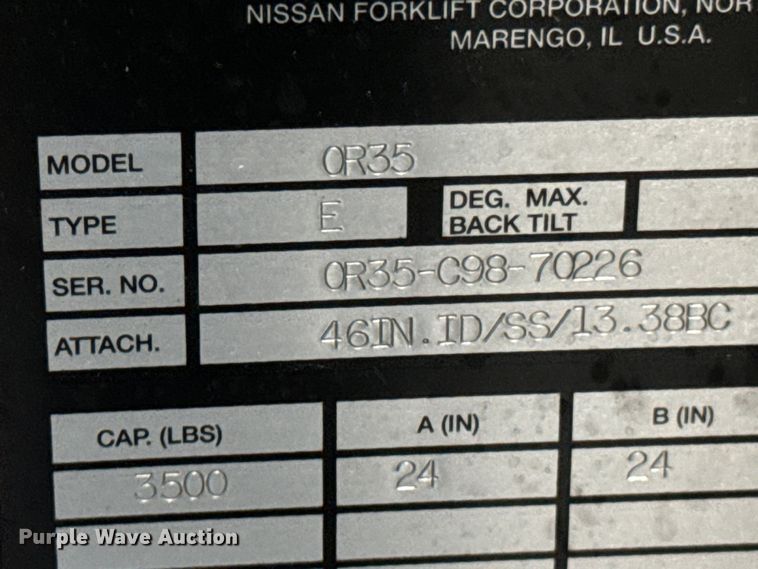 NISSAN FORKLIFT CORPORATION, NOR
MARENGO, IL U.S.A.
MODEL OR35
TYPE E DEG. MAX. BACK TILT
SER. NO. OR35-C98-70226
ATTACH. 46IN.ID/SS/13.38BC
CAP. (LBS) A (IN) B (IN)
3500 24 24
Purple Wave Auction